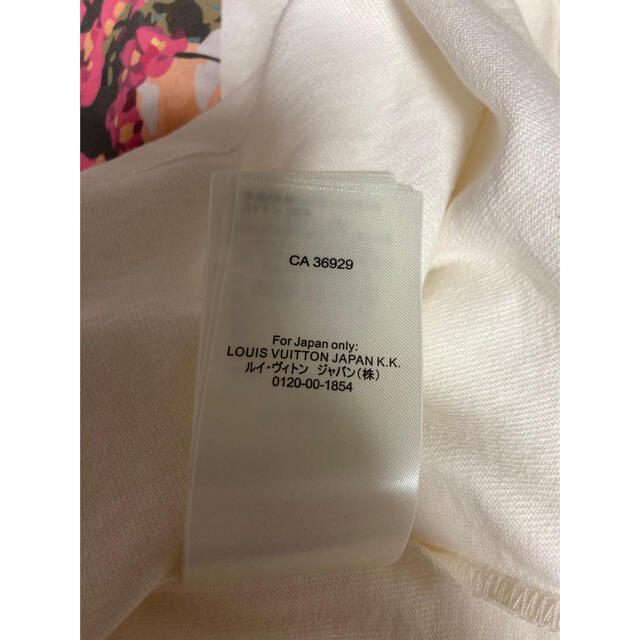 CA 36929
For Japan only:
LOUIS VUITTON JAPAN K.K.
ルイ・ヴィトン ジャパン(株)
0120-00-1854